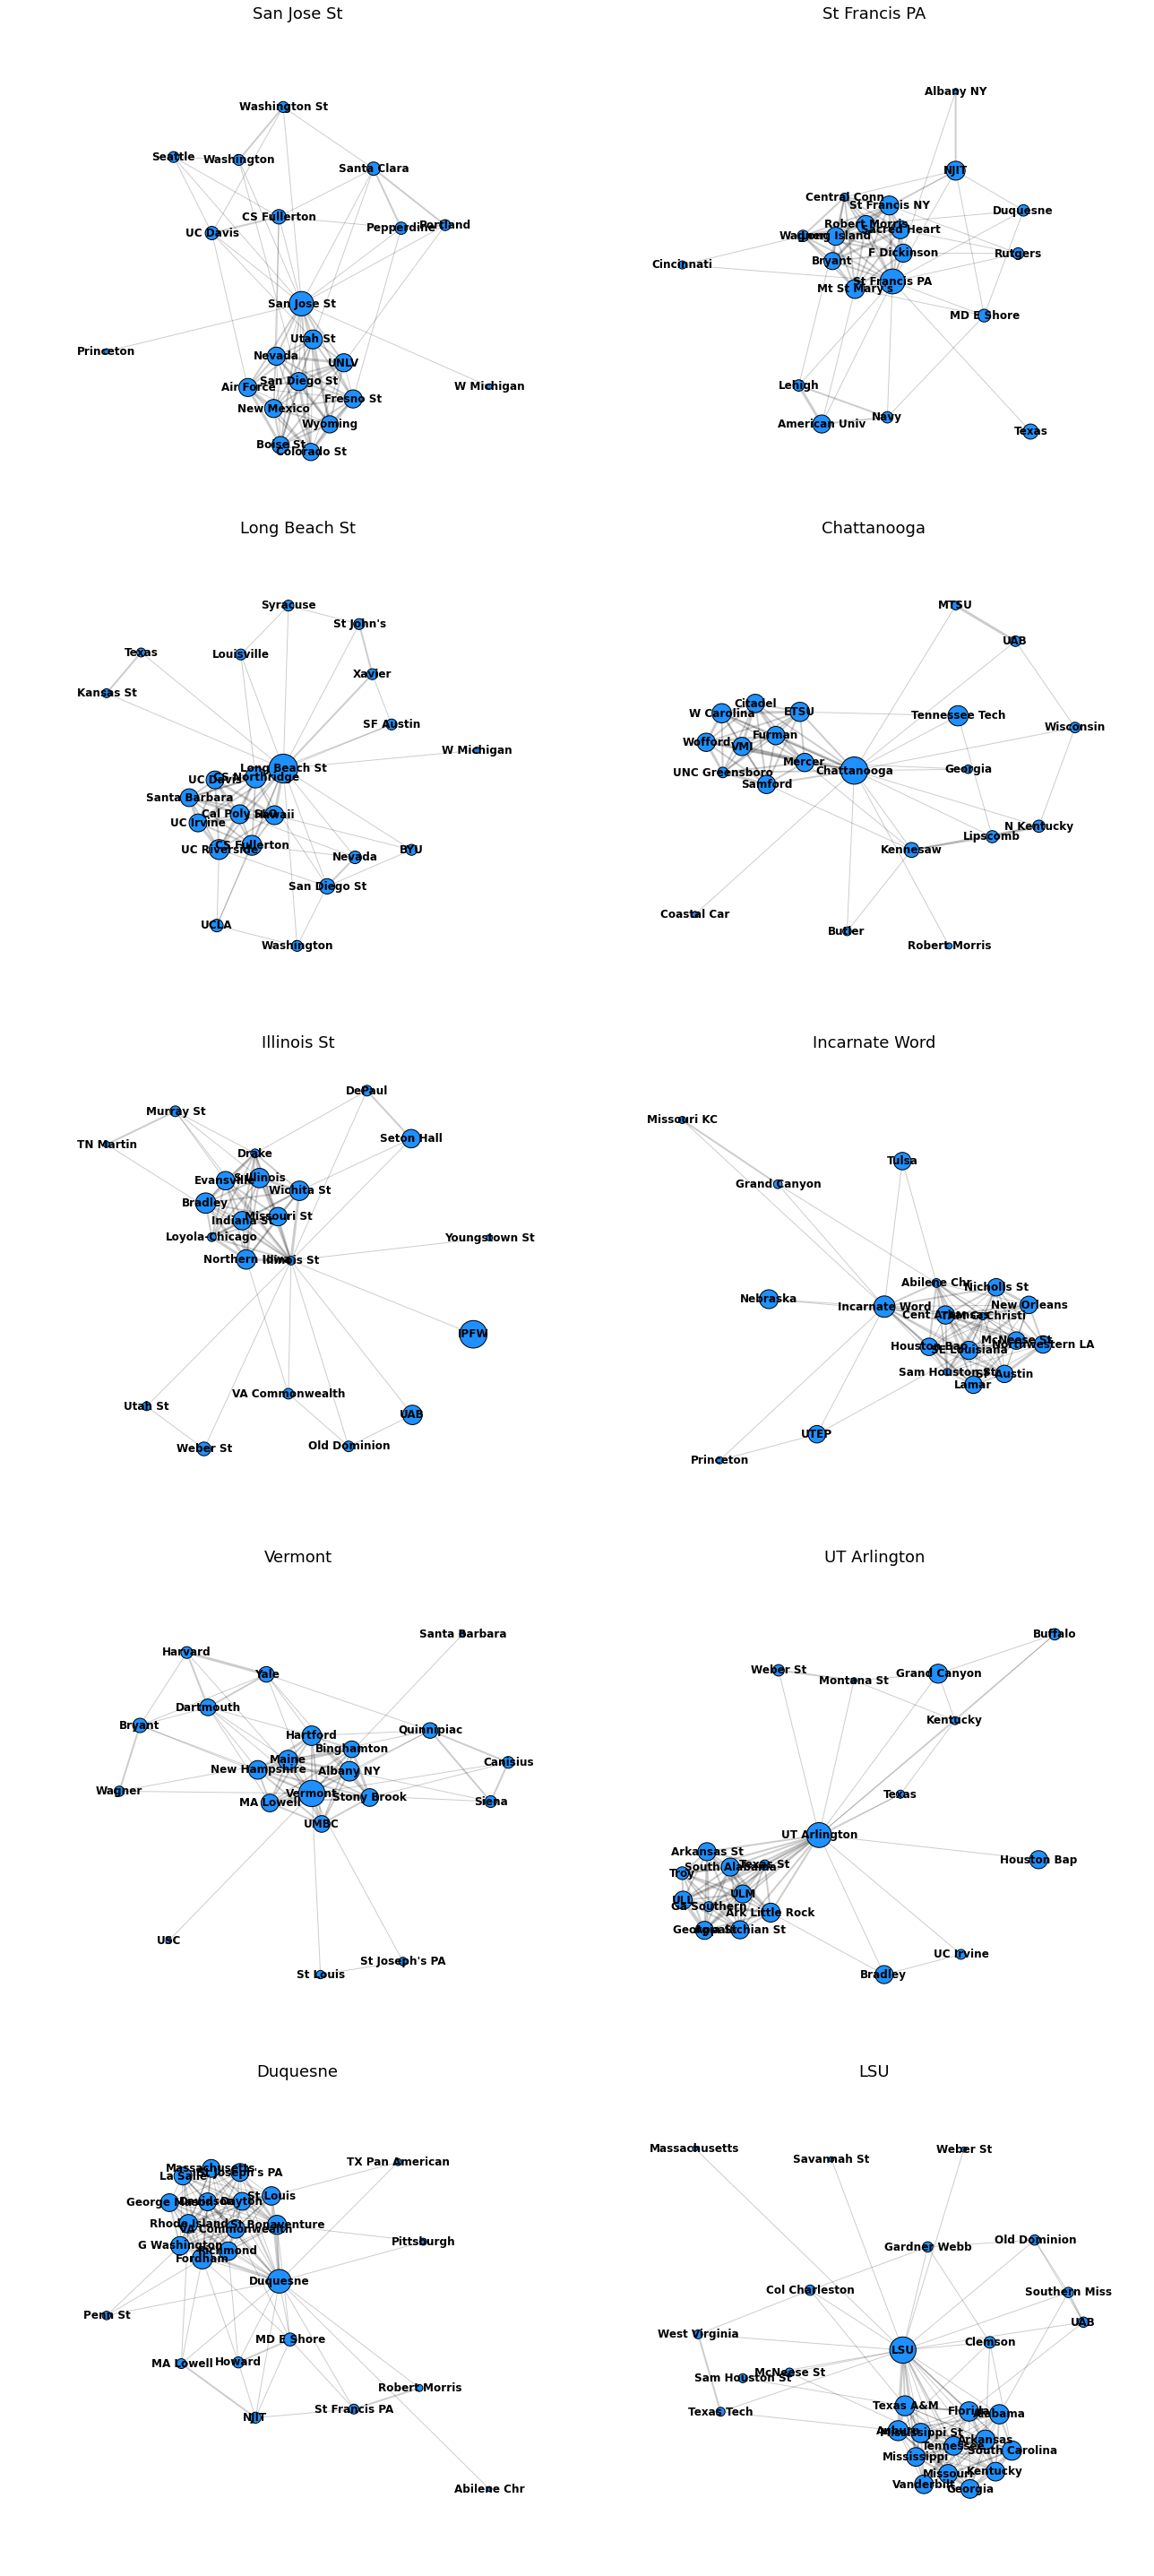 San Jose St
Washington St
Seattle
Washington
Santa Clara
CS Fullerton
UC Davis
Pepperdine
Portland
San Jose St
Utah St
Princeton
Nevada
UNLV
San Diego St
Air Force
W Michigan
Fresno St
New Mexico
Wyoming
Boise St
Colorado St
St Francis PA
Albany NY
NJIT
Central Conn
St Francis NY
Duquesne
Robert Morris
Sacred Heart
Wagner
Long Island
F Dickinson
Rutgers
Bryant
Cincinnati
St Francis PA
Mt St Mary's
MD E Shore
Lehigh
Navy
American Univ
Texas
Long Beach St
Syracuse
St John's
Texas
Louisville
Xavier
Kansas St
SF Austin
W Michigan
Long Beach St
CS Northridge
UC Davis
Santa Barbara
Cal Poly SLO
Hawaii
UC Irvine
CS Fullerton
UC Riverside
BYU
Nevada
San Diego St
UCLA
Washington
Chattanooga
MTSU
UAB
Citadel
ETSU
W Carolina
Tennessee Tech
Wisconsin
Furman
Wofford
VMI
Mercer
Georgia
Chattanooga
UNC Greensboro
Samford
N Kentucky
Lipscomb
Kennesaw
Coastal Car
Butler
Robert Morris
Illinois St
DePaul
Murray St
Seton Hall
TN Martin
Drake
S Illinois
Evansville
Wichita St
Bradley
Missouri St
Indiana St
Loyola-Chicago
Youngstown St
Northern Iowa
Illinois St
IPFW
VA Commonwealth
Utah St
UAB
Old Dominion
Weber St
Incarnate Word
Missouri KC
Tulsa
Grand Canyon
Abilene Chr
Nicholls St
Nebraska
New Orleans
Incarnate Word
Cent Arkansas
TAM C. Christi
McNeese St
Northwestern LA
Houston Bap
SE Louisiana
Sam Houston St
SF Austin
Lamar
UTEP
Princeton
Vermont
Santa Barbara
Harvard
Yale
Dartmouth
Bryant
Quinnipiac
Hartford
Binghamton
Maine
Canisius
New Hampshire
Albany NY
Wagner
Vermont
Stony Brook
Siena
MA Lowell
UMBC
USC
St Joseph's PA
St Louis
UT Arlington
Buffalo
Weber St
Grand Canyon
Montana St
Kentucky
Texas
UT Arlington
Arkansas St
Houston Bap
Texas St
South Alabama
Troy
ULM
ULL
Ga Southern
Ark Little Rock
Georgia St
Appalachian St
UC Irvine
Bradley
Duquesne
TX Pan American
Massachusetts
St Joseph's PA
La Salle
St Louis
George Mason
Davidson
Dayton
Rhode Island
St Bonaventure
VA Commonwealth
Pittsburgh
G Washington
Richmond
Fordham
Duquesne
Penn St
MD E Shore
MA Lowell
Howard
Robert Morris
St Francis PA
NJIT
Abilene Chr
LSU
Massachusetts
Weber St
Savannah St
Old Dominion
Gardner Webb
Col Charleston
Southern Miss
UAB
West Virginia
Clemson
LSU
McNeese St
Sam Houston St
Texas A&M
Texas Tech
Florida
Alabama
Auburn
Mississippi St
Arkansas
Tennessee
South Carolina
Mississippi
Kentucky
Missouri
Vanderbilt
Georgia